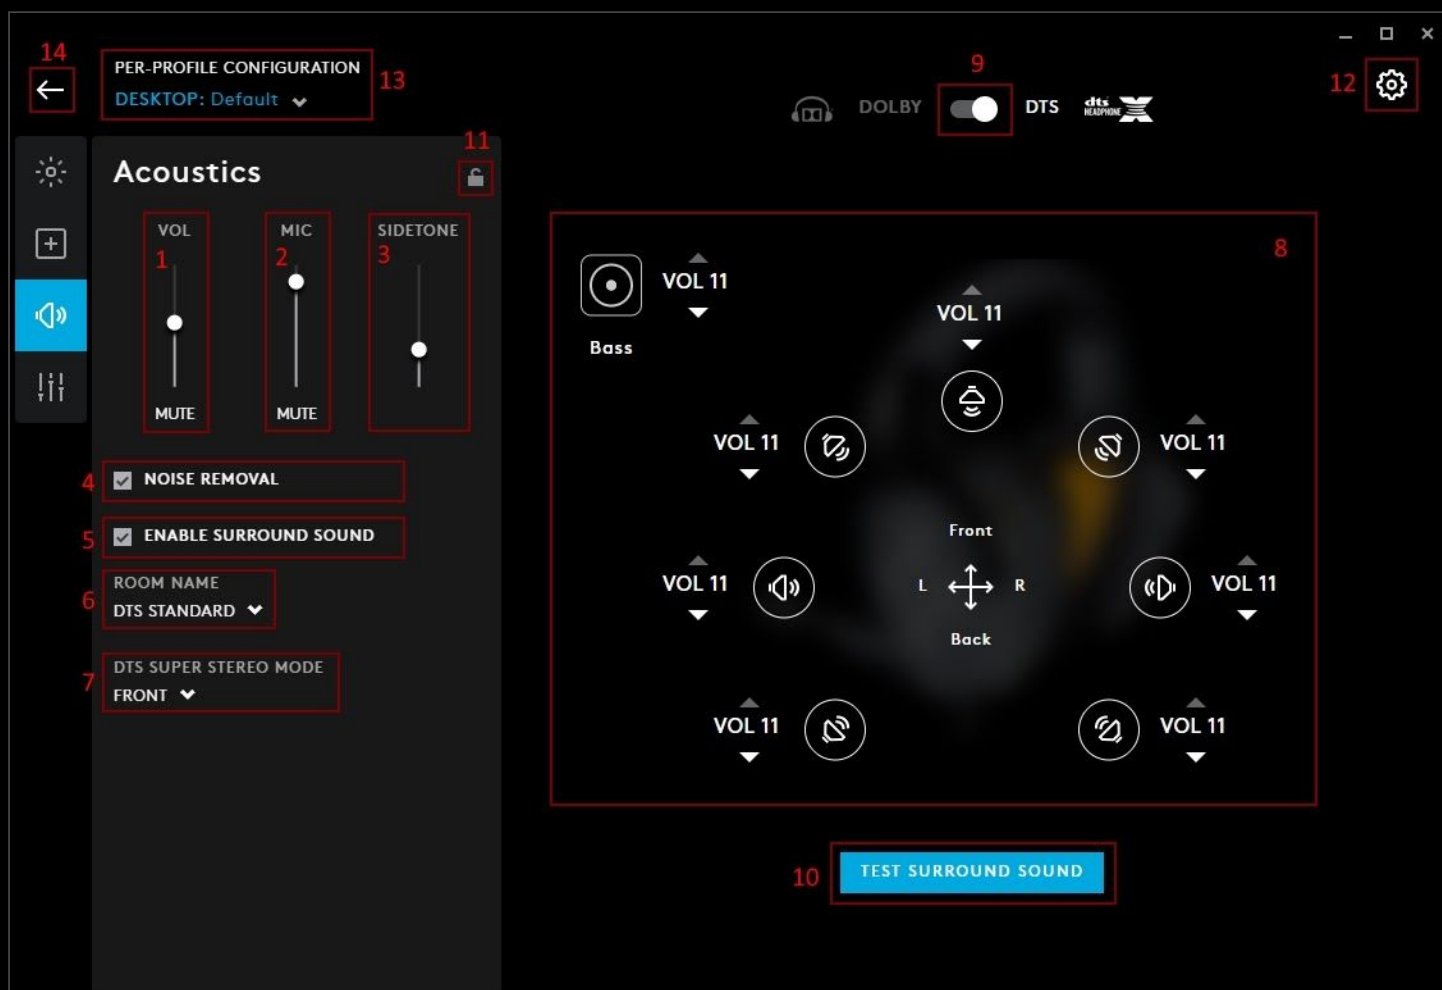 14
PER-PROFILE CONFIGURATION
DESKTOP: Default
13
DOLBY
9
DTS
dts
HEADPHONE
12
Acoustics
11
VOL
1
MUTE
MIC
2
MUTE
SIDETONE
3
4
NOISE REMOVAL
5
ENABLE SURROUND SOUND
6
ROOM NAME
DTS STANDARD
7
DTS SUPER STEREO MODE
FRONT
8
VOL 11
Bass
VOL 11
VOL 11
VOL 11
Front
VOL 11
L
R
VOL 11
Back
VOL 11
VOL 11
10
TEST SURROUND SOUND